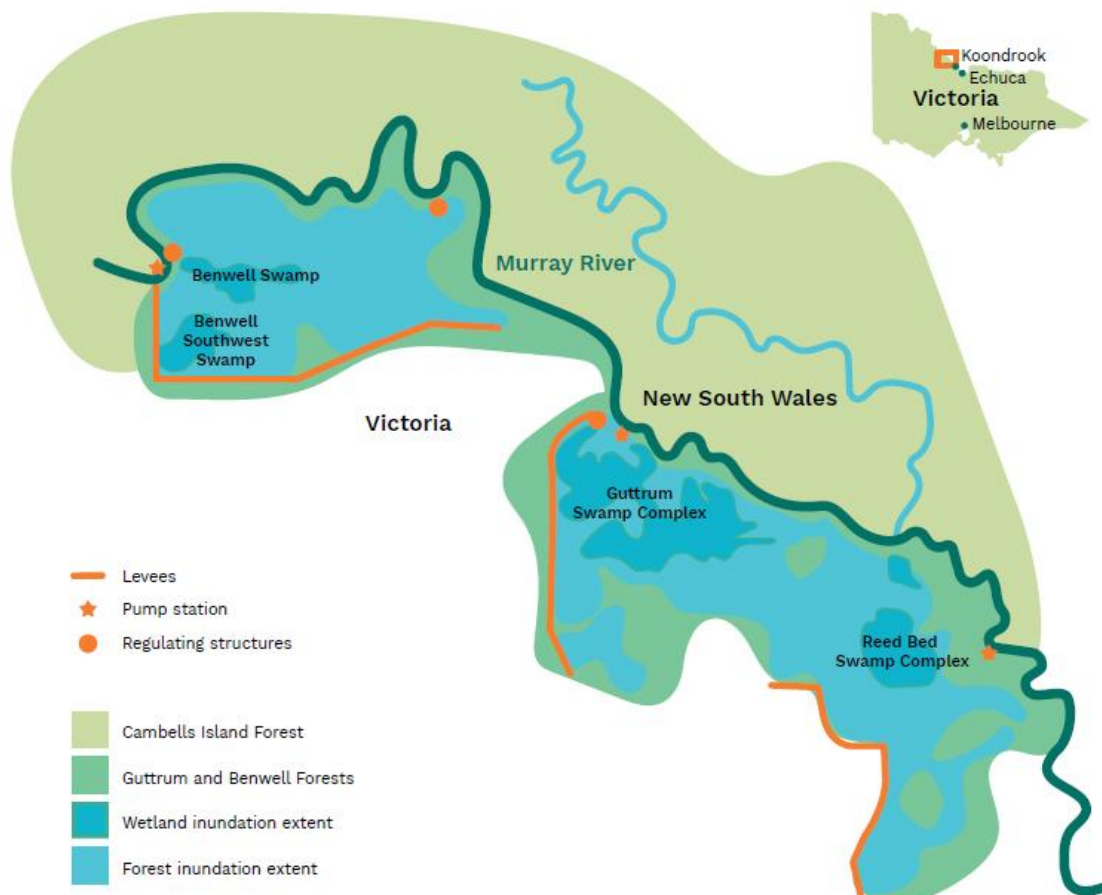 Koondrook
Echuca
Victoria
Melbourne
Murray River
Benwell Swamp
Benwell
Southwest
Swamp
New South Wales
Victoria
Guttrum
Swamp Complex
Reed Bed
Swamp Complex
Levees
Pump station
Regulating structures
Cambells Island Forest
Guttrum and Benwell Forests
Wetland inundation extent
Forest inundation extent